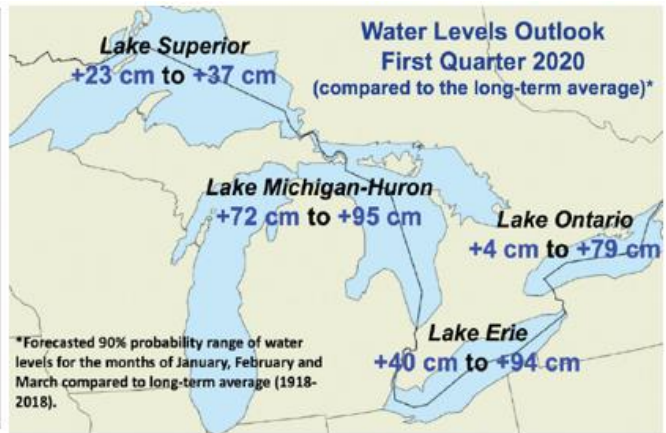 Water Levels Outlook
First Quarter 2020
(compared to the long-term average)*
Lake Superior
+23 cm to +37 cm
Lake Michigan-Huron
+72 cm to +95 cm
Lake Ontario
+4 cm to +79 cm
Lake Erie
+40 cm to +94 cm
*Forecasted 90% probability range of water
levels for the months of January, February and
March compared to long-term average (1918-
2018).